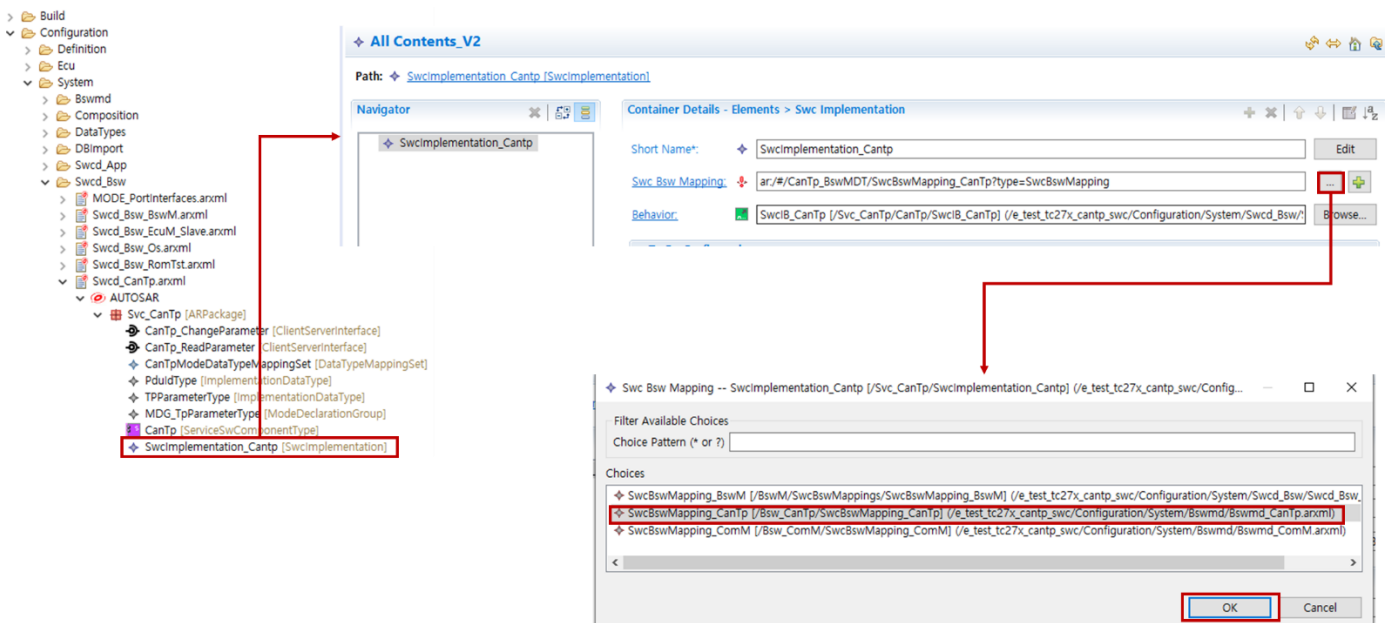 Build
Configuration
Definition
Ecu
System
Bswmd
Composition
DataTypes
DBImport
Swcd_App
Swcd_Bsw
MODE_PortInterfaces.arxml
Swcd_Bsw_BswM.arxml
Swcd_Bsw_EcuM_Slave.arxml
Swcd_Bsw_Os.arxml
Swcd_Bsw_RomTst.arxml
Swcd_CanTp.arxml
AUTOSAR
Svc_CanTp [ARPackage]
CanTp_ChangeParameter [ClientServerInterface]
CanTp_ReadParameter [ClientServerInterface]
CanTpModeDataTypeMappingSet [DataTypeMappingSet]
PduIdType [ImplementationDataType]
TPParameterType [ImplementationDataType]
MDG_TpParameterType [ModeDeclarationGroup]
CanTp [ServiceSwComponentType]
SwcImplementation_Cantp [SwcImplementation]
All Contents_V2
Path: SwcImplementation_Cantp [SwcImplementation]
Navigator
SwcImplementation_Cantp
Container Details - Elements > Swc Implementation
Short Name*: SwcImplementation_Cantp Edit
Swc Bsw Mapping: ar:/#/CanTp_BswMDT/SwcBswMapping_CanTp?type=SwcBswMapping ...
Behavior: SwcIB_CanTp [/Svc_CanTp/CanTp/SwcIB_CanTp] (/e_test_tc27x_cantp_swc/Configuration/System/Swcd_Bsw/ Browse...
Swc Bsw Mapping -- SwcImplementation_Cantp [/Svc_CanTp/SwcImplementation_Cantp] (/e_test_tc27x_cantp_swc/Config...
Filter Available Choices
Choice Pattern (* or ?)
Choices
SwcBswMapping_BswM [/BswM/SwcBswMappings/SwcBswMapping_BswM] (/e_test_tc27x_cantp_swc/Configuration/System/Swcd_Bsw/Swcd_Bsw_
SwcBswMapping_CanTp [/Bsw_CanTp/SwcBswMapping_CanTp] (/e_test_tc27x_cantp_swc/Configuration/System/Bswmd/Bswmd_CanTp.arxml)
SwcBswMapping_ComM [/Bsw_ComM/SwcBswMapping_ComM] (/e_test_tc27x_cantp_swc/Configuration/System/Bswmd/Bswmd_ComM.arxml)
OK Cancel